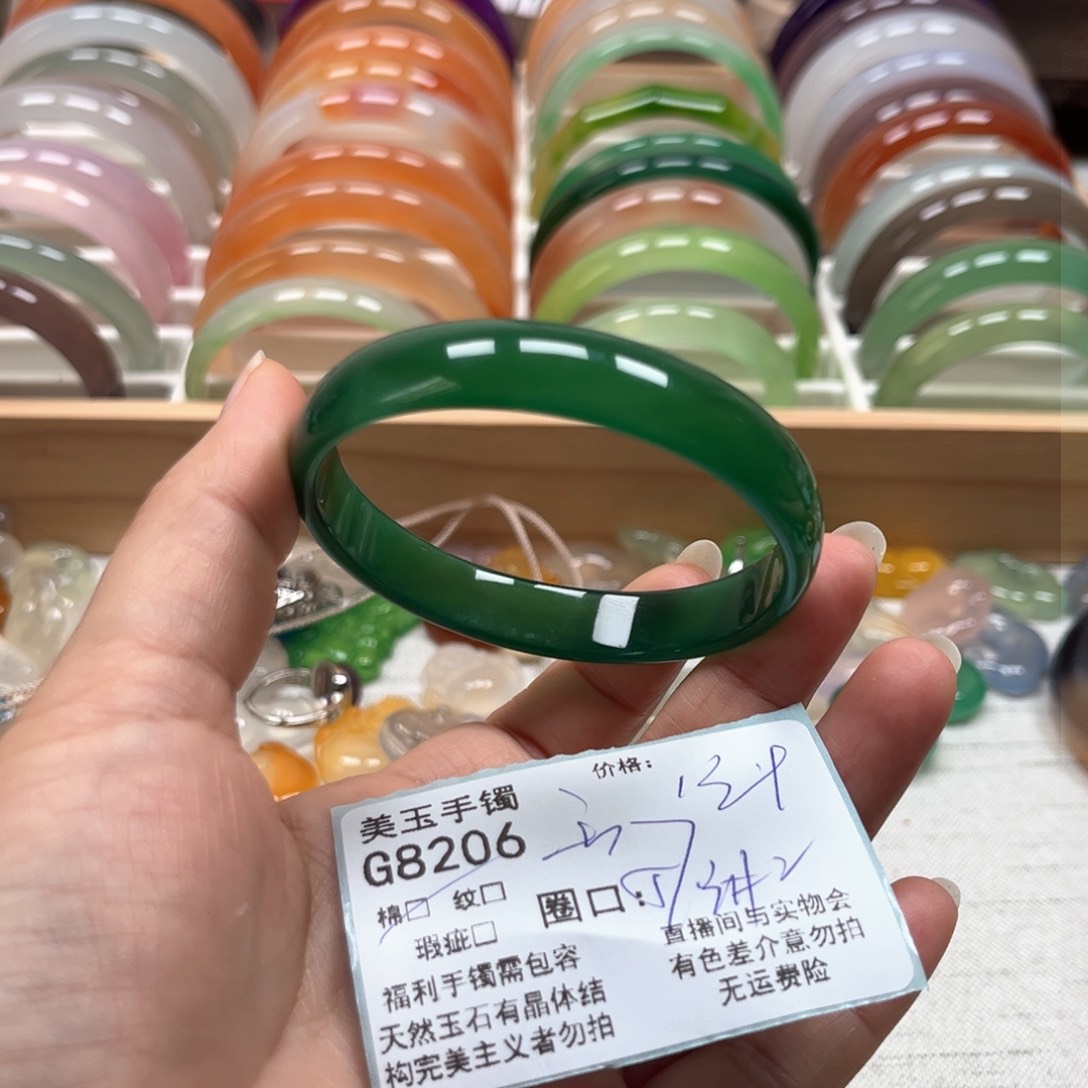 价格：
美玉手镯
G8206
棉□ 纹□ 圈口：
瑕疵□
福利手镯需包容
天然玉石有晶体结
构完美主义者勿拍
直播间与实物会
有色差介意勿拍
无运费险